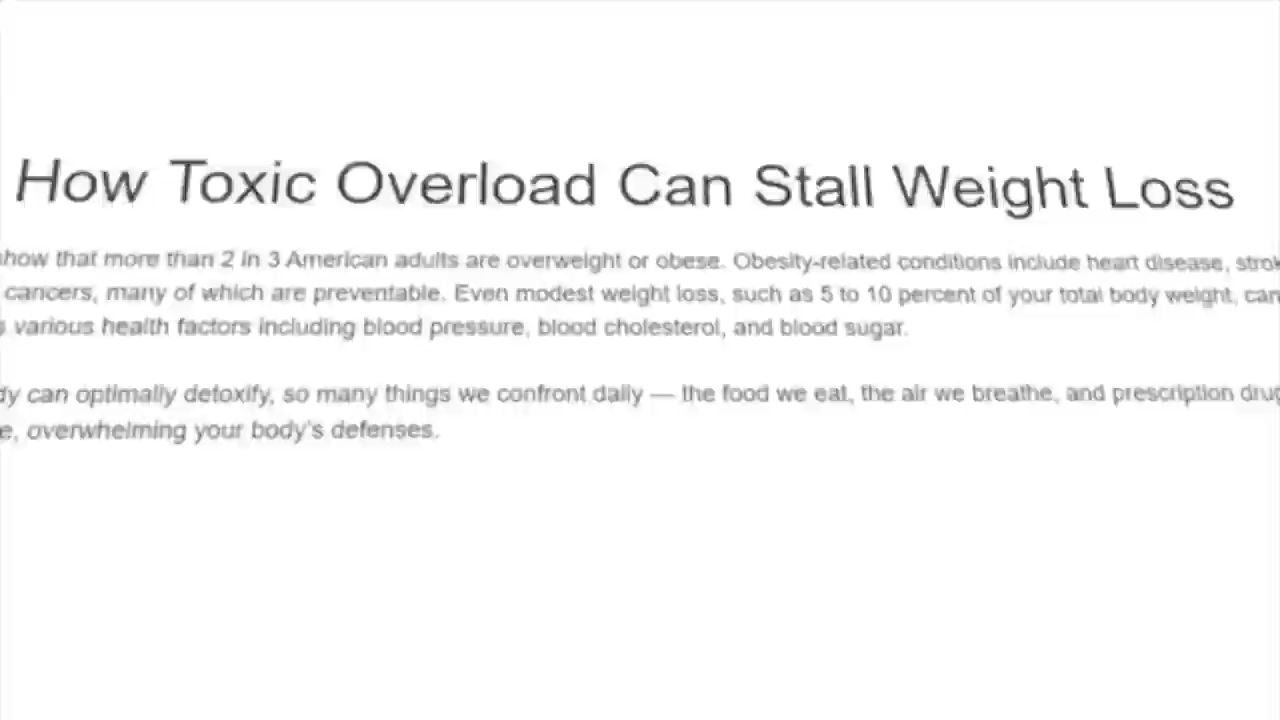 How Toxic Overload Can Stall Weight Loss
show that more than 2 in 3 American adults are overweight or obese. Obesity-related conditions include heart disease,
cancers, many of which are preventable. Even modest weight loss, such as 5 to 10 percent of your total body weight, can
various health factors including blood pressure, blood cholesterol, and blood sugar.
can optimally detoxify, so many things we confront daily — the food we eat, the air we breathe, and prescription
overwhelming your body's defenses.